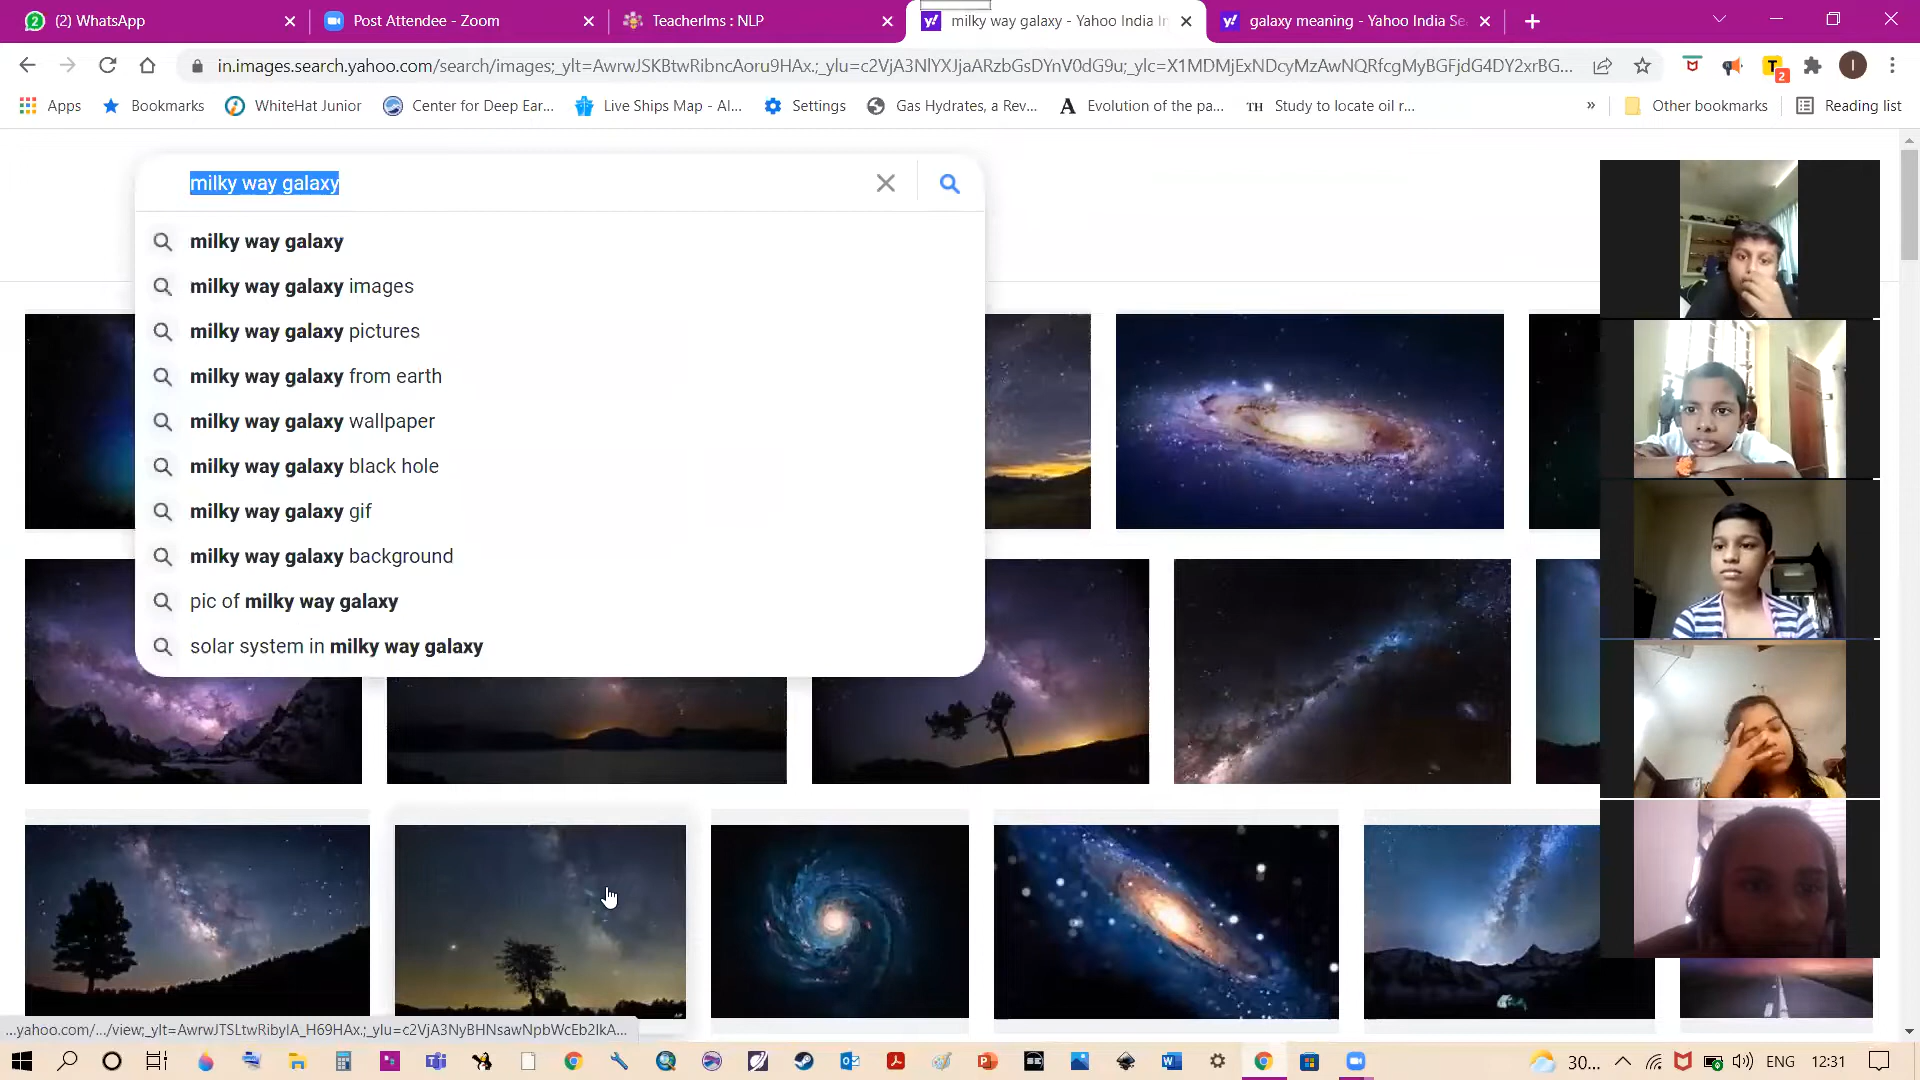 (2) WhatsApp
Post Attendee - Zoom
Teacherlms : NLP
milky way galaxy - Yahoo India In
galaxy meaning - Yahoo India Se
in.images.search.yahoo.com/search/images;_ylt=AwrwJSKBtwRibncAoru9HAx.;_ylu=c2VjA3NlYXJjaARzbGsDYnV0dG9u;_ylc=X1MDMjExNDcyMzAwNQRfcgMyBGFjdG4DY2xrBG...
2
I
Apps
Bookmarks
WhiteHat Junior
Center for Deep Ear...
Live Ships Map - AI...
Settings
Gas Hydrates, a Rev...
A Evolution of the pa...
TH Study to locate oil r...
»
Other bookmarks
Reading list
milky way galaxy
milky way galaxy
milky way galaxy images
milky way galaxy pictures
milky way galaxy from earth
milky way galaxy wallpaper
milky way galaxy black hole
milky way galaxy gif
milky way galaxy background
pic of milky way galaxy
solar system in milky way galaxy
...yahoo.com/.../view;_ylt=AwrwJTSLtwRibylA_H69HAx.;_ylu=c2VjA3NyBHNsawNpbWcEb2lkA...
30...
ENG
12:31